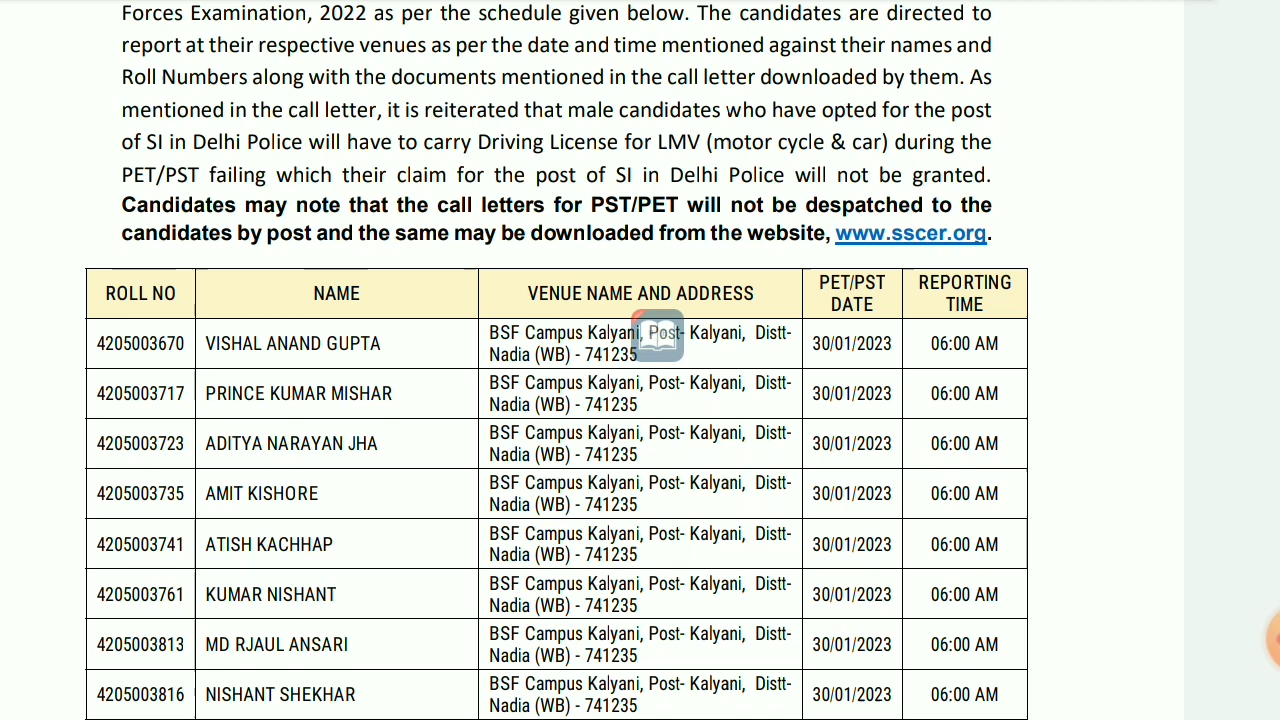 Forces Examination, 2022 as per the schedule given below. The candidates are directed to
report at their respective venues as per the date and time mentioned against their names and
Roll Numbers along with the documents mentioned in the call letter downloaded by them. As
mentioned in the call letter, it is reiterated that male candidates who have opted for the post
of SI in Delhi Police will have to carry Driving License for LMV (motor cycle & car) during the
PET/PST failing which their claim for the post of SI in Delhi Police will not be granted.
Candidates may note that the call letters for PST/PET will not be despatched to the
candidates by post and the same may be downloaded from the website, www.sscer.org.
ROLL NO NAME VENUE NAME AND ADDRESS PET/PST DATE REPORTING TIME
4205003670 VISHAL ANAND GUPTA BSF Campus Kalyani, Post- Kalyani, Distt-
Nadia (WB) - 741235 30/01/2023 06:00 AM
4205003717 PRINCE KUMAR MISHAR BSF Campus Kalyani, Post- Kalyani, Distt-
Nadia (WB) - 741235 30/01/2023 06:00 AM
4205003723 ADITYA NARAYAN JHA BSF Campus Kalyani, Post- Kalyani, Distt-
Nadia (WB) - 741235 30/01/2023 06:00 AM
4205003735 AMIT KISHORE BSF Campus Kalyani, Post- Kalyani, Distt-
Nadia (WB) - 741235 30/01/2023 06:00 AM
4205003741 ATISH KACHHAP BSF Campus Kalyani, Post- Kalyani, Distt-
Nadia (WB) - 741235 30/01/2023 06:00 AM
4205003761 KUMAR NISHANT BSF Campus Kalyani, Post- Kalyani, Distt-
Nadia (WB) - 741235 30/01/2023 06:00 AM
4205003813 MD RJAUL ANSARI BSF Campus Kalyani, Post- Kalyani, Distt-
Nadia (WB) - 741235 30/01/2023 06:00 AM
4205003816 NISHANT SHEKHAR BSF Campus Kalyani, Post- Kalyani, Distt-
Nadia (WB) - 741235 30/01/2023 06:00 AM